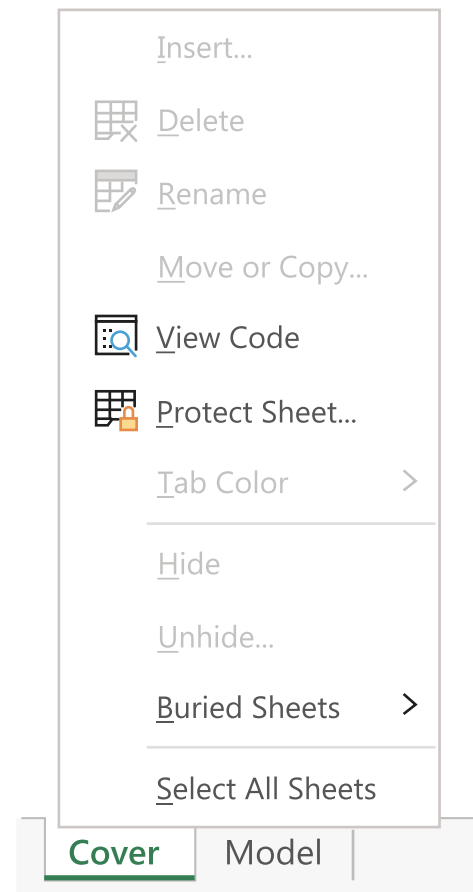 Insert...
Delete
Rename
Move or Copy...
View Code
Protect Sheet...
Tab Color
Hide
Unhide...
Buried Sheets
Select All Sheets
Cover Model